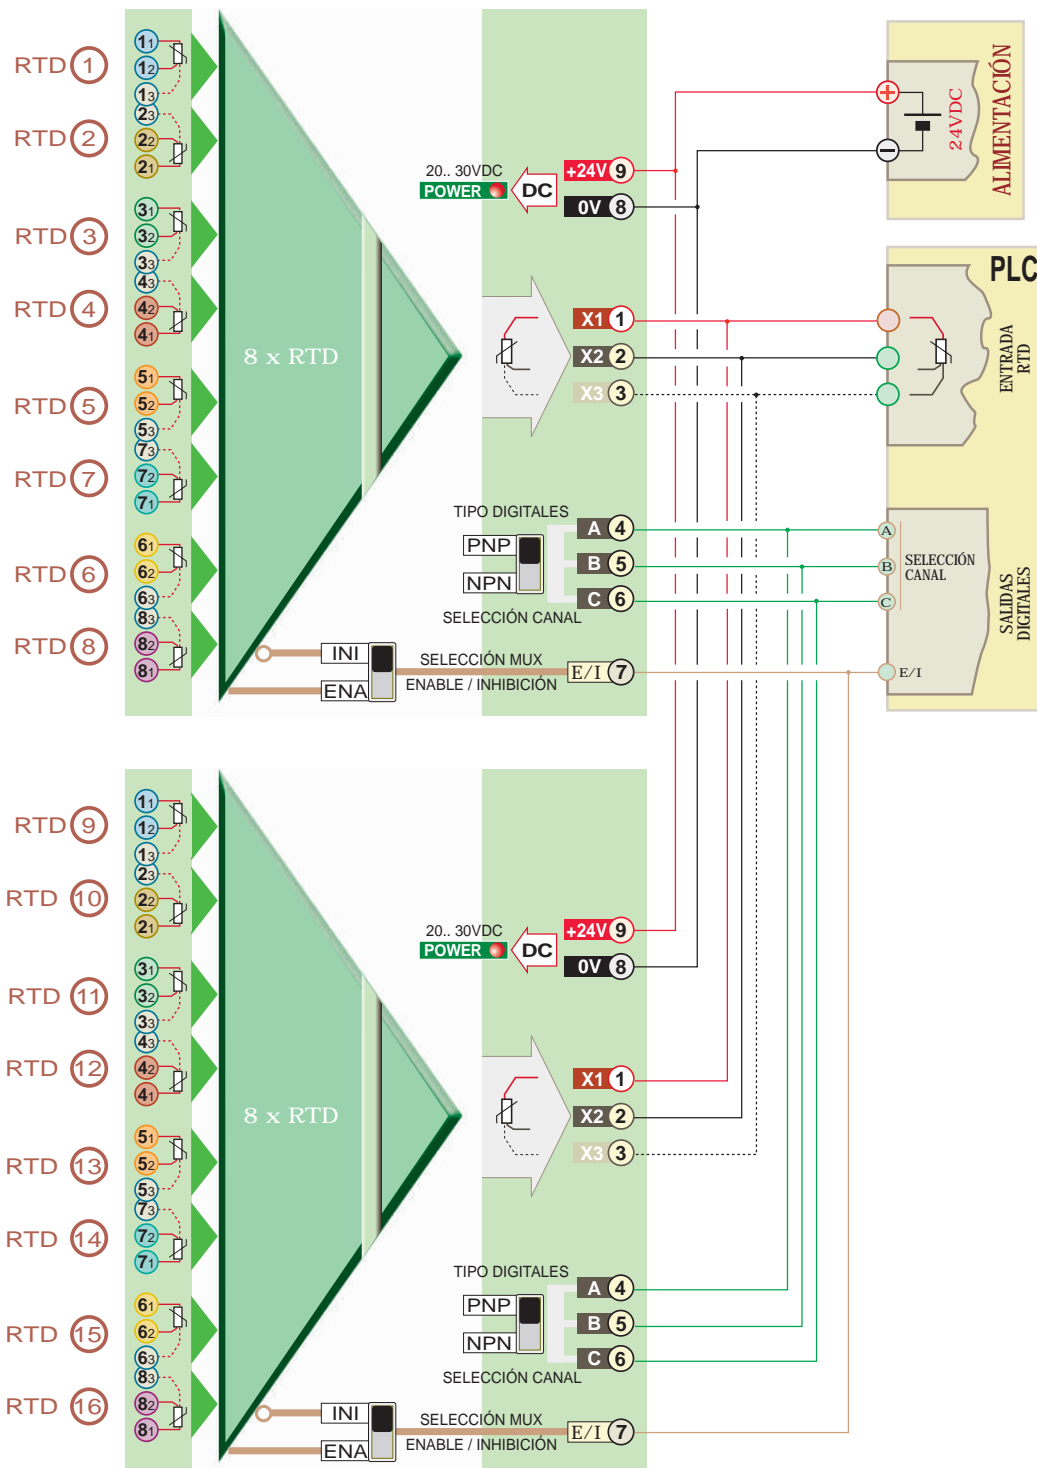 RTD 1
11
12
13
23
RTD 2
22
21
RTD 3
31
32
33
43
RTD 4
42
41
RTD 5
51
52
53
73
RTD 7
72
71
RTD 6
61
62
63
83
RTD 8
82
81
8 x RTD
20.. 30VDC
POWER
DC
+24V 9
0V 8
X1 1
X2 2
X3 3
TIPO DIGITALES
PNP
NPN
A 4
B 5
C 6
SELECCIÓN CANAL
INI
ENA
SELECCIÓN MUX
ENABLE / INHIBICIÓN
E/I 7
+
−
24VDC
ALIMENTACIÓN
PLC
ENTRADA
RTD
A
B
C
SELECCIÓN
CANAL
E/I
SALIDAS
DIGITALES
RTD 9
11
12
13
23
RTD 10
22
21
RTD 11
31
32
33
43
RTD 12
42
41
RTD 13
51
52
53
73
RTD 14
72
71
RTD 15
61
62
63
83
RTD 16
82
81
8 x RTD
20.. 30VDC
POWER
DC
+24V 9
0V 8
X1 1
X2 2
X3 3
TIPO DIGITALES
PNP
NPN
A 4
B 5
C 6
SELECCIÓN CANAL
INI
ENA
SELECCIÓN MUX
ENABLE / INHIBICIÓN
E/I 7